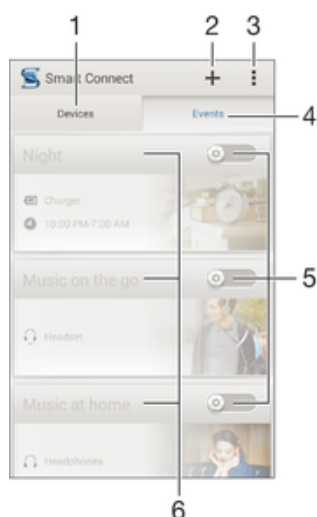 1
2
3
Smart Connect
Devices
Events
4
Night
Charger
10:00 PM-7:00 AM
Music on the go
5
Headset
Music at home
Headphones
6